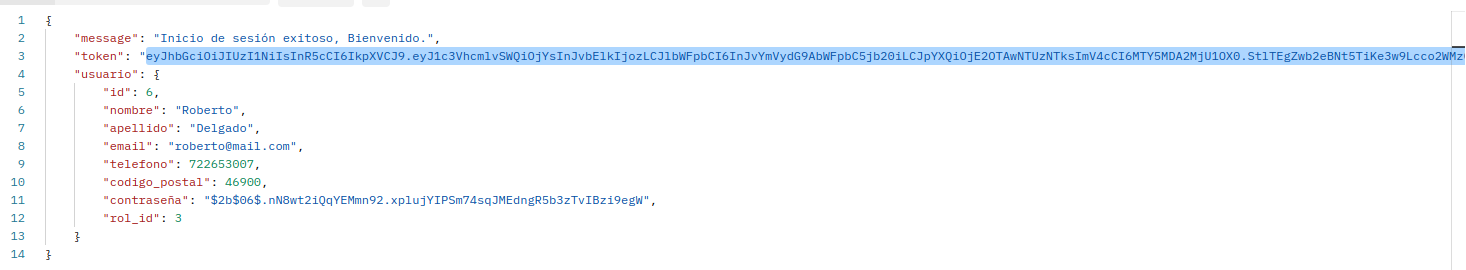 1 {
2 "message": "Inicio de sesión exitoso, Bienvenido.",
3 "token": "eyJhbGciOiJIUzI1NiIsInR5cCI6IkpXVCJ9.eyJ1c3VhcmlvSWQiOjYsInJvbElkIjozLCJlbWFpbCI6InJvYmVydG9AbWFpbC5jb20iLCJpYXQiOjE2OTAwNTUzNTksImV4cCI6MTY5MDA2MjU1OX0.StlTEgZwb2eBNt5TiKe3w9Lcco2WMz
4 "usuario": {
5 "id": 6,
6 "nombre": "Roberto",
7 "apellido": "Delgado",
8 "email": "roberto@mail.com",
9 "telefono": 722653007,
10 "codigo_postal": 46900,
11 "contraseña": "$2b$06$.nN8wt2iQqYEMmn92.xplujYIPSm74sqJMEdngR5b3zTvIBzi9egW",
12 "rol_id": 3
13 }
14 }